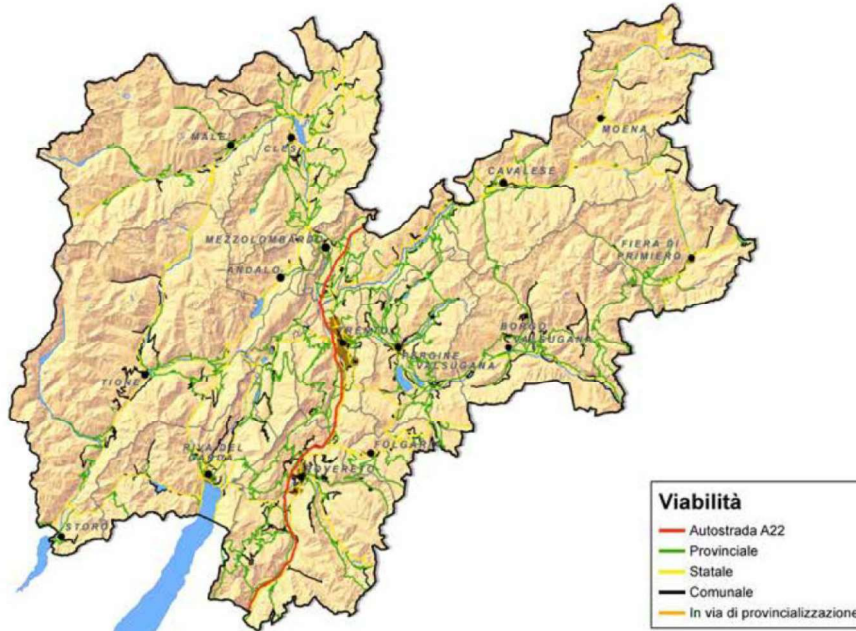 MALE'
CLES
MOENA
CAVALESE
MEZZOLOMBARDO
FIERA DI
PRIMIERO
ANDALO
TRENTO
BORGO
VALSUGANA
PERGINE
VALSUGANA
TIONE
RIVA DEL
GARDA
FOLGARIA
ROVERETO
STORO
Viabilità
Autostrada A22
Provinciale
Statale
Comunale
In via di provincializzazione